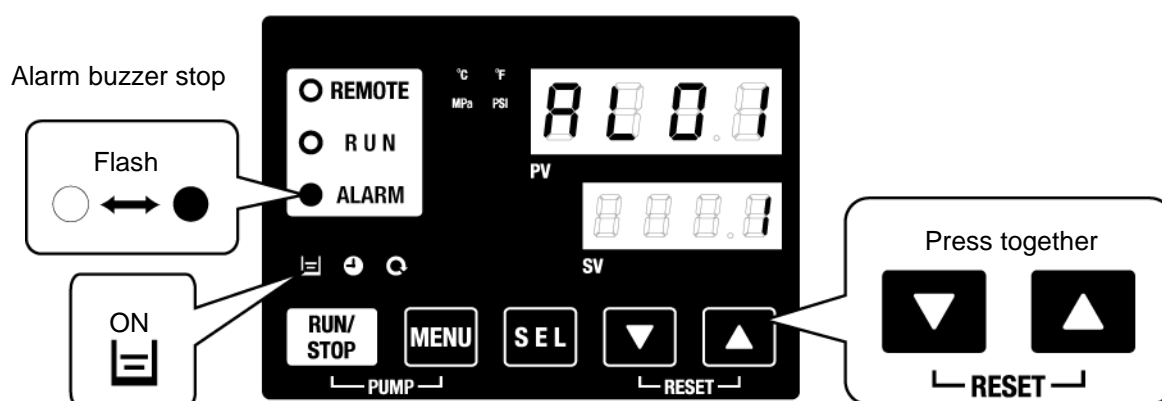 Alarm buzzer stop
Flash
REMOTE
RUN
ALARM
°C °F
MPa PSI
AL01
PV
1
SV
ON
RUN/
STOP
MENU
SEL
PUMP
RESET
Press together
RESET